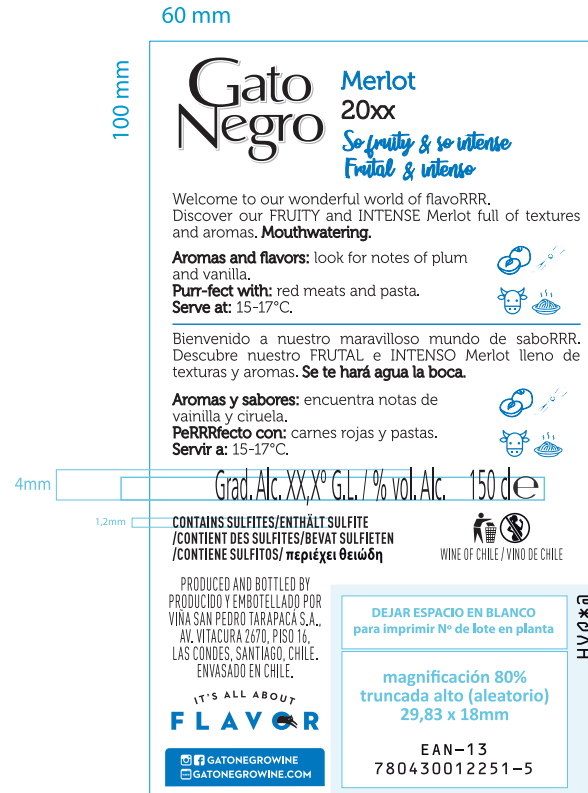 60 mm
100 mm
Gato
Negro
Merlot
20xx
So fruity & so intense
Frutal & intenso
Welcome to our wonderful world of flavoRRR.
Discover our FRUITY and INTENSE Merlot full of textures
and aromas. Mouthwatering.
Aromas and flavors: look for notes of plum
and vanilla.
Purr-fect with: red meats and pasta.
Serve at: 15-17°C.
Bienvenido a nuestro maravilloso mundo de saboRRR.
Descubre nuestro FRUTAL e INTENSO Merlot lleno de
texturas y aromas. Se te hará agua la boca.
Aromas y sabores: encuentra notas de
vainilla y ciruela.
PeRRRfecto con: carnes rojas y pastas.
Servir a: 15-17°C.
4mm
Grad. Alc. XX,X° G.L. / % vol. Alc. 150 cl e
1,2mm
CONTAINS SULFITES/ENTHÄLT SULFITE
/CONTIENT DES SULFITES/BEVAT SULFIETEN
/CONTIENE SULFITOS/ περιέχει θειώδη
WINE OF CHILE / VINO DE CHILE
PRODUCED AND BOTTLED BY
PRODUCIDO Y EMBOTELLADO POR
VIÑA SAN PEDRO TARAPACÁ S.A.,
AV. VITACURA 2670, PISO 16,
LAS CONDES, SANTIAGO, CHILE.
ENVASADO EN CHILE.
IT'S ALL ABOUT
FLAVOR
GATONEGROWINE
GATONEGROWINE.COM
DEJAR ESPACIO EN BLANCO
para imprimir Nº de lote en planta
magnificación 80%
truncada alto (aleatorio)
29,83 x 18mm
EAN-13
780430012251-5